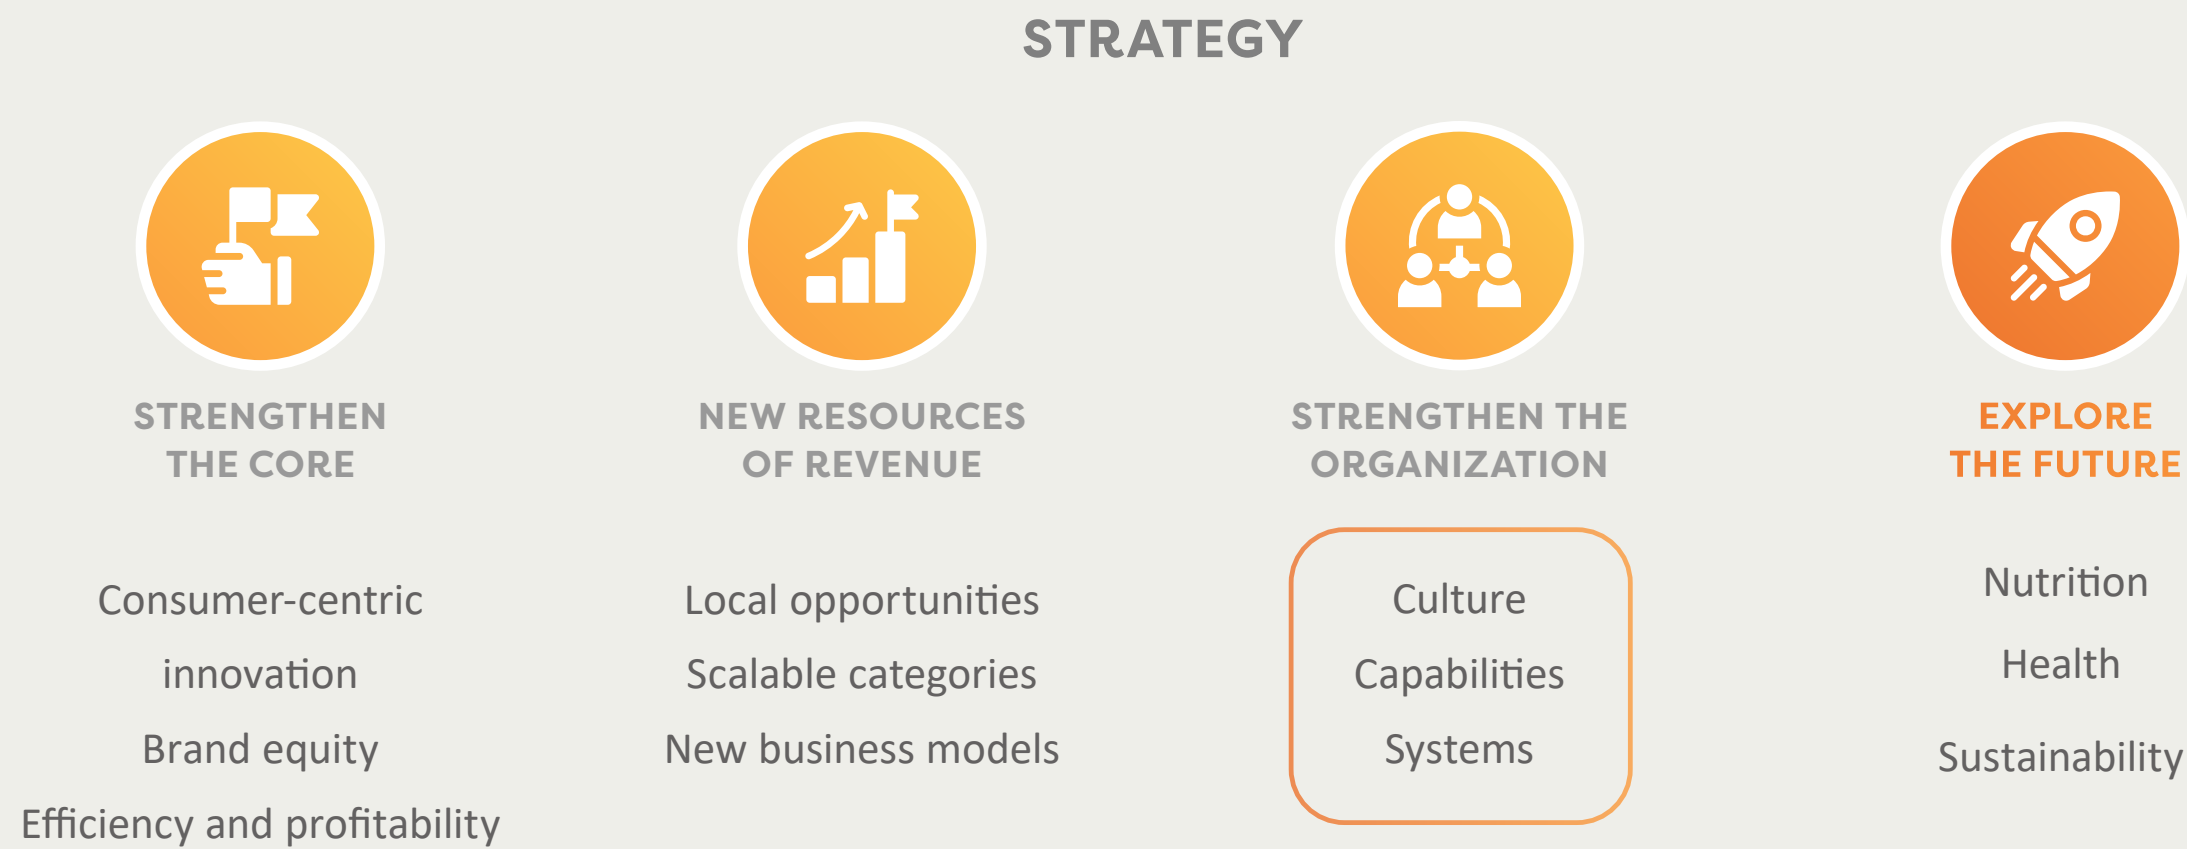 STRATEGY
STRENGTHEN
THE CORE
Consumer-centric
innovation
Brand equity
Efficiency and profitability
NEW RESOURCES
OF REVENUE
Local opportunities
Scalable categories
New business models
STRENGTHEN THE
ORGANIZATION
Culture
Capabilities
Systems
EXPLORE
THE FUTURE
Nutrition
Health
Sustainability